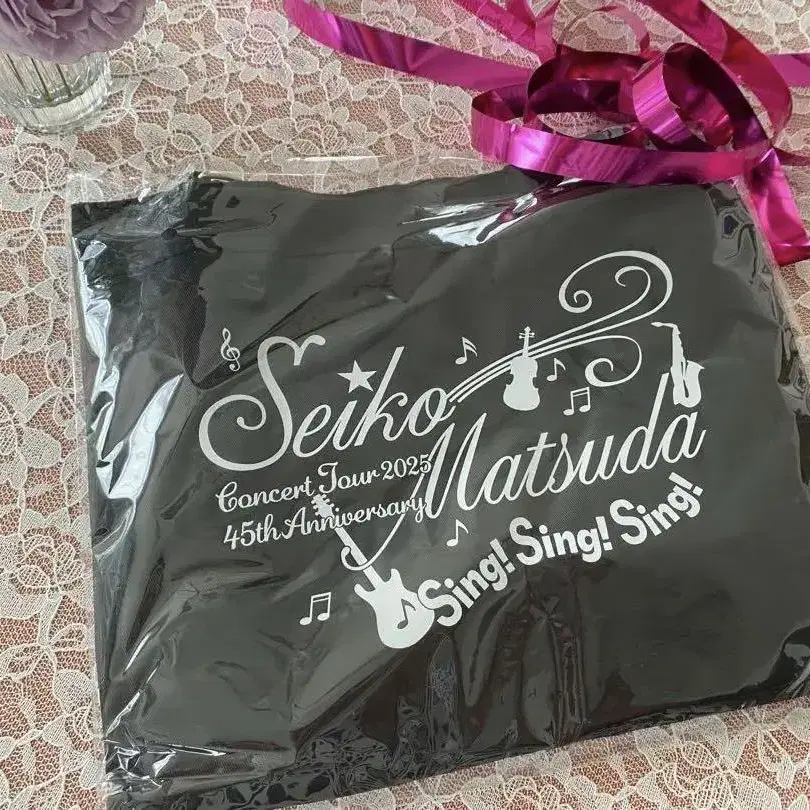 Seiko
Matsuda
Concert Tour 2025
45th Anniversary
Sing! Sing! Sing!